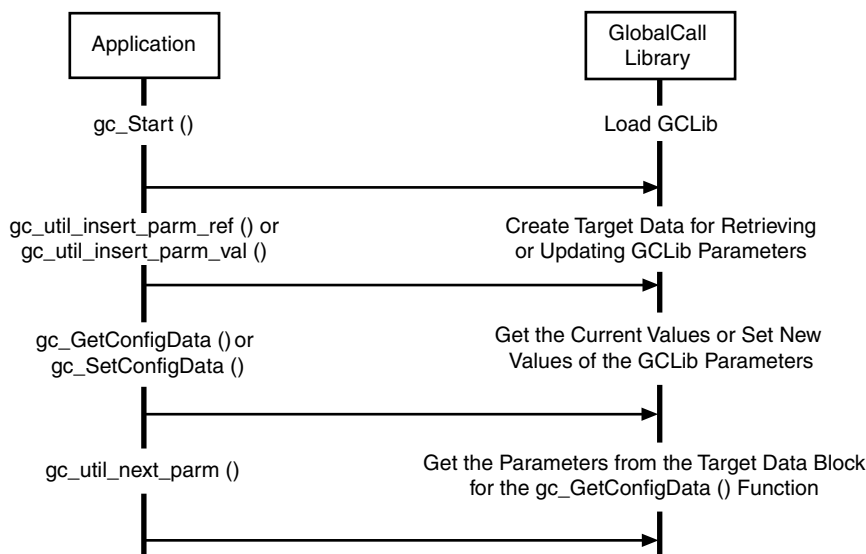 Application
GlobalCall
Library
gc_Start ()
Load GCLib
gc_util_insert_parm_ref () or
gc_util_insert_parm_val ()
Create Target Data for Retrieving
or Updating GCLib Parameters
gc_GetConfigData () or
gc_SetConfigData ()
Get the Current Values or Set New
Values of the GCLib Parameters
gc_util_next_parm ()
Get the Parameters from the Target Data Block
for the gc_GetConfigData () Function